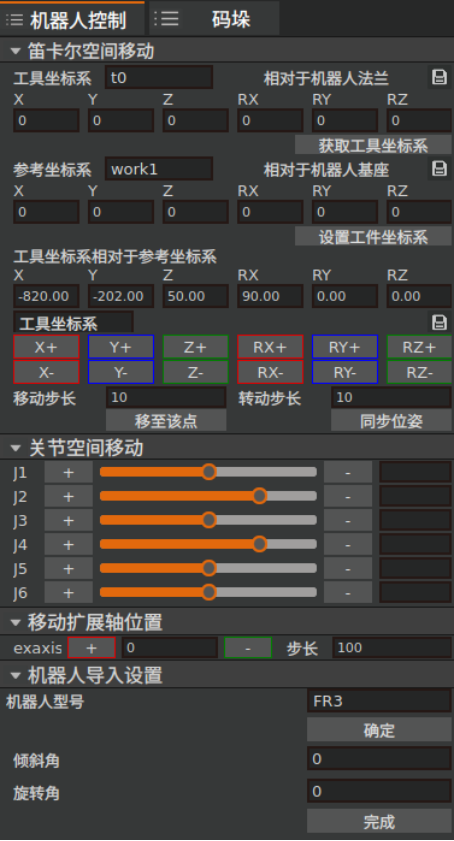 机器人控制 码垛
笛卡尔空间移动
工具坐标系 t0 相对于机器人法兰
X Y Z RX RY RZ
0 0 0 0 0 0
获取工具坐标系
参考坐标系 work1 相对于机器人基座
X Y Z RX RY RZ
0 0 0 0 0 0
设置工件坐标系
工具坐标系相对于参考坐标系
X Y Z RX RY RZ
-820.00 -202.00 50.00 90.00 0.00 0.00
工具坐标系
X+ Y+ Z+ RX+ RY+ RZ+
X- Y- Z- RX- RY- RZ-
移动步长 10 转动步长 10
移至该点 同步位姿
关节空间移动
J1 + -
J2 + -
J3 + -
J4 + -
J5 + -
J6 + -
移动扩展轴位置
exaxis + 0 - 步长 100
机器人导入设置
机器人型号 FR3
确定
倾斜角 0
旋转角 0
完成